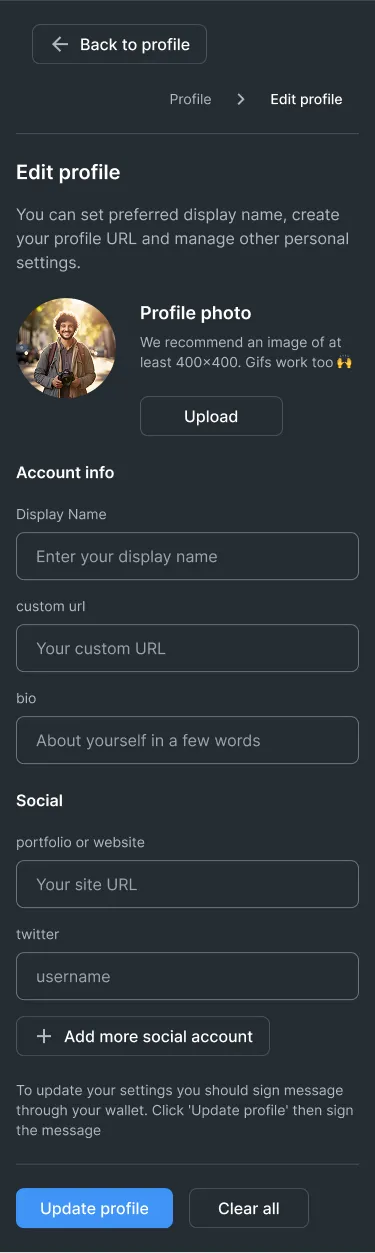 Back to profile
Profile > Edit profile
Edit profile
You can set preferred display name, create
your profile URL and manage other personal
settings.
Profile photo
We recommend an image of at
least 400×400. Gifs work too 🙌
Upload
Account info
Display Name
Enter your display name
custom url
Your custom URL
bio
About yourself in a few words
Social
portfolio or website
Your site URL
twitter
username
Add more social account
To update your settings you should sign message
through your wallet. Click 'Update profile' then sign
the message
Update profile
Clear all